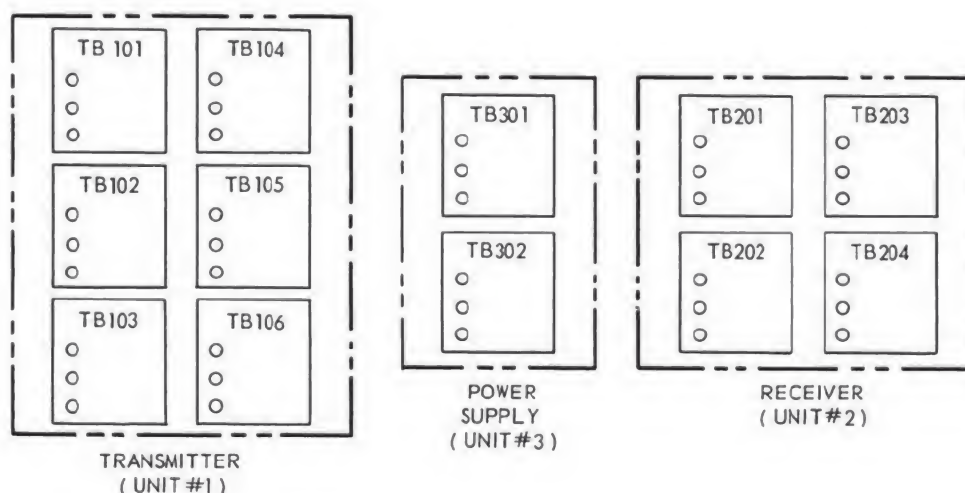 TB 101 TB104
TB102 TB105
TB103 TB106
TRANSMITTER
( UNIT #1 )
TB301
TB302
POWER
SUPPLY
( UNIT #3 )
TB201 TB203
TB202 TB204
RECEIVER
( UNIT #2 )